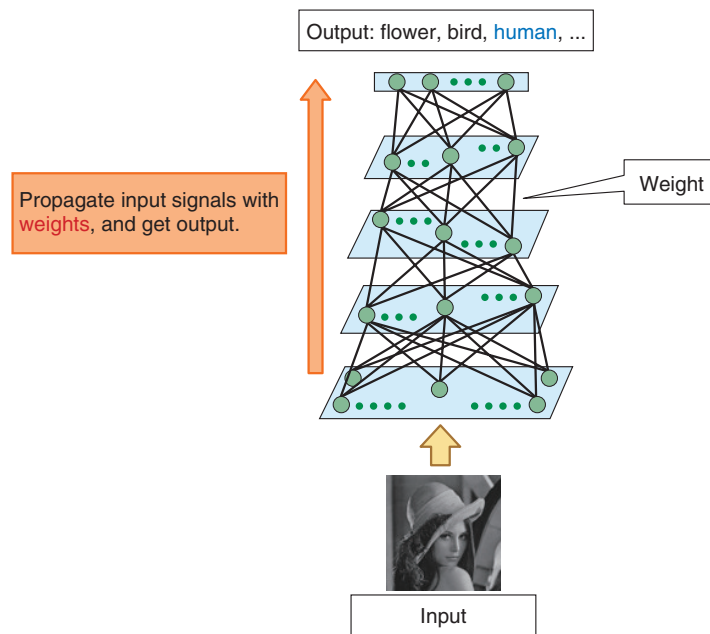 Output: flower, bird, human, ...
Propagate input signals with
weights, and get output.
Weight
Input